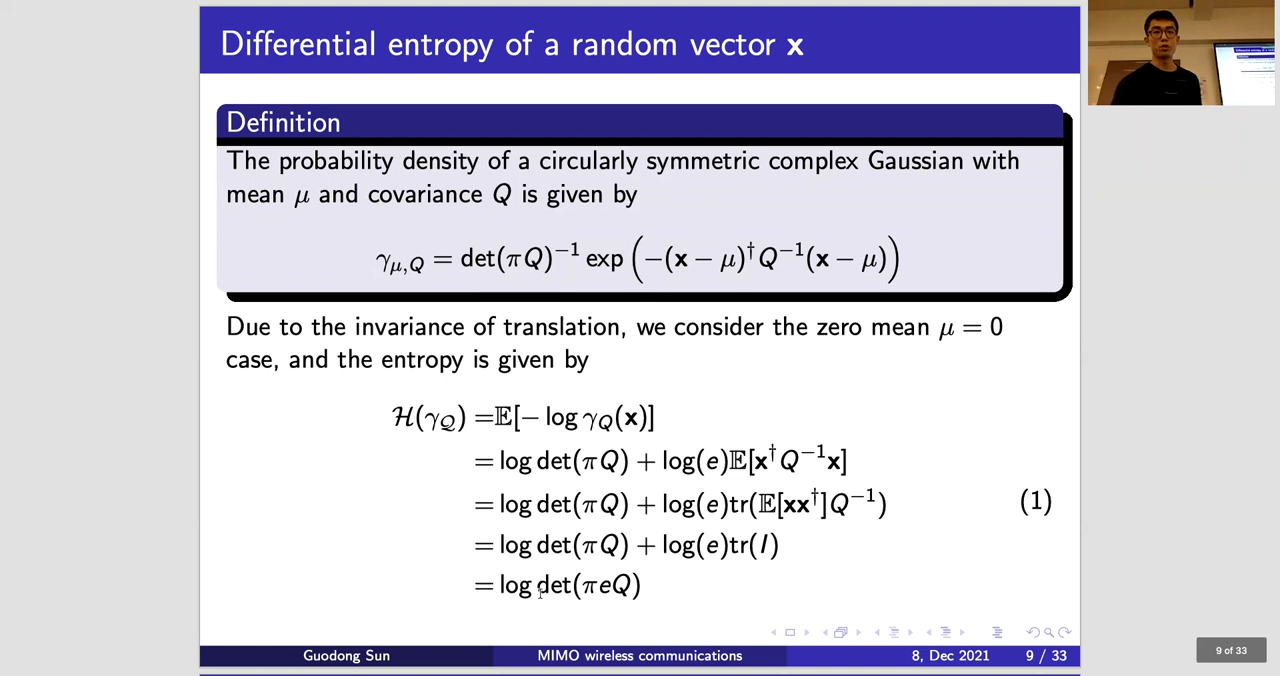 Differential entropy of a random vector x
Definition
The probability density of a circularly symmetric complex Gaussian with
mean μ and covariance Q is given by
γ_{μ,Q} = det(πQ)^{-1} exp (−(x − μ)^†Q^{-1}(x − μ))
Due to the invariance of translation, we consider the zero mean μ = 0
case, and the entropy is given by
H(γ_Q) = 𝔼[− log γ_Q(x)]
= log det(πQ) + log(e)𝔼[x^†Q^{-1}x]
= log det(πQ) + log(e)tr(𝔼[xx^†]Q^{-1}) (1)
= log det(πQ) + log(e)tr(I)
= log det(πeQ)
Guodong Sun MIMO wireless communications 8, Dec 2021 9 / 33
9 of 33